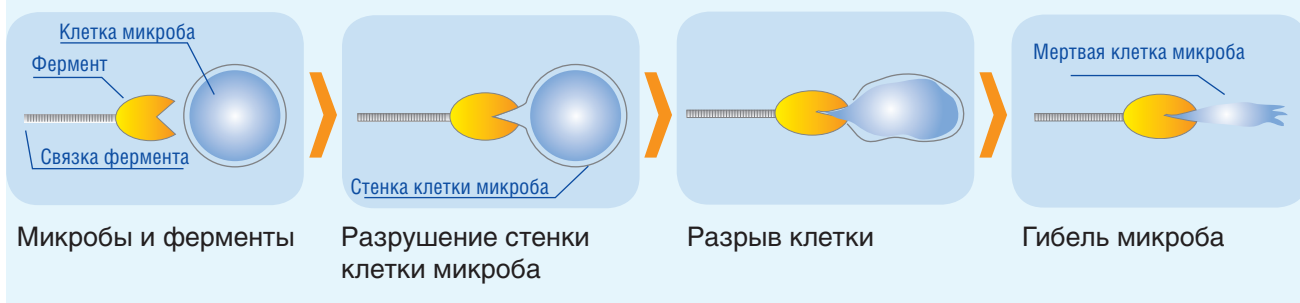 Клетка микроба
Фермент
Связка фермента
Стенка клетки микроба
Мертвая клетка микроба
Микробы и ферменты
Разрушение стенки
клетки микроба
Разрыв клетки
Гибель микроба